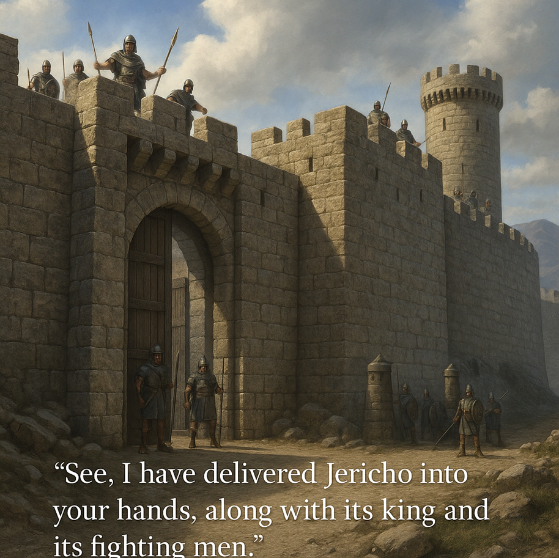 “See, I have delivered Jericho into
your hands, along with its king and
its fighting men.”